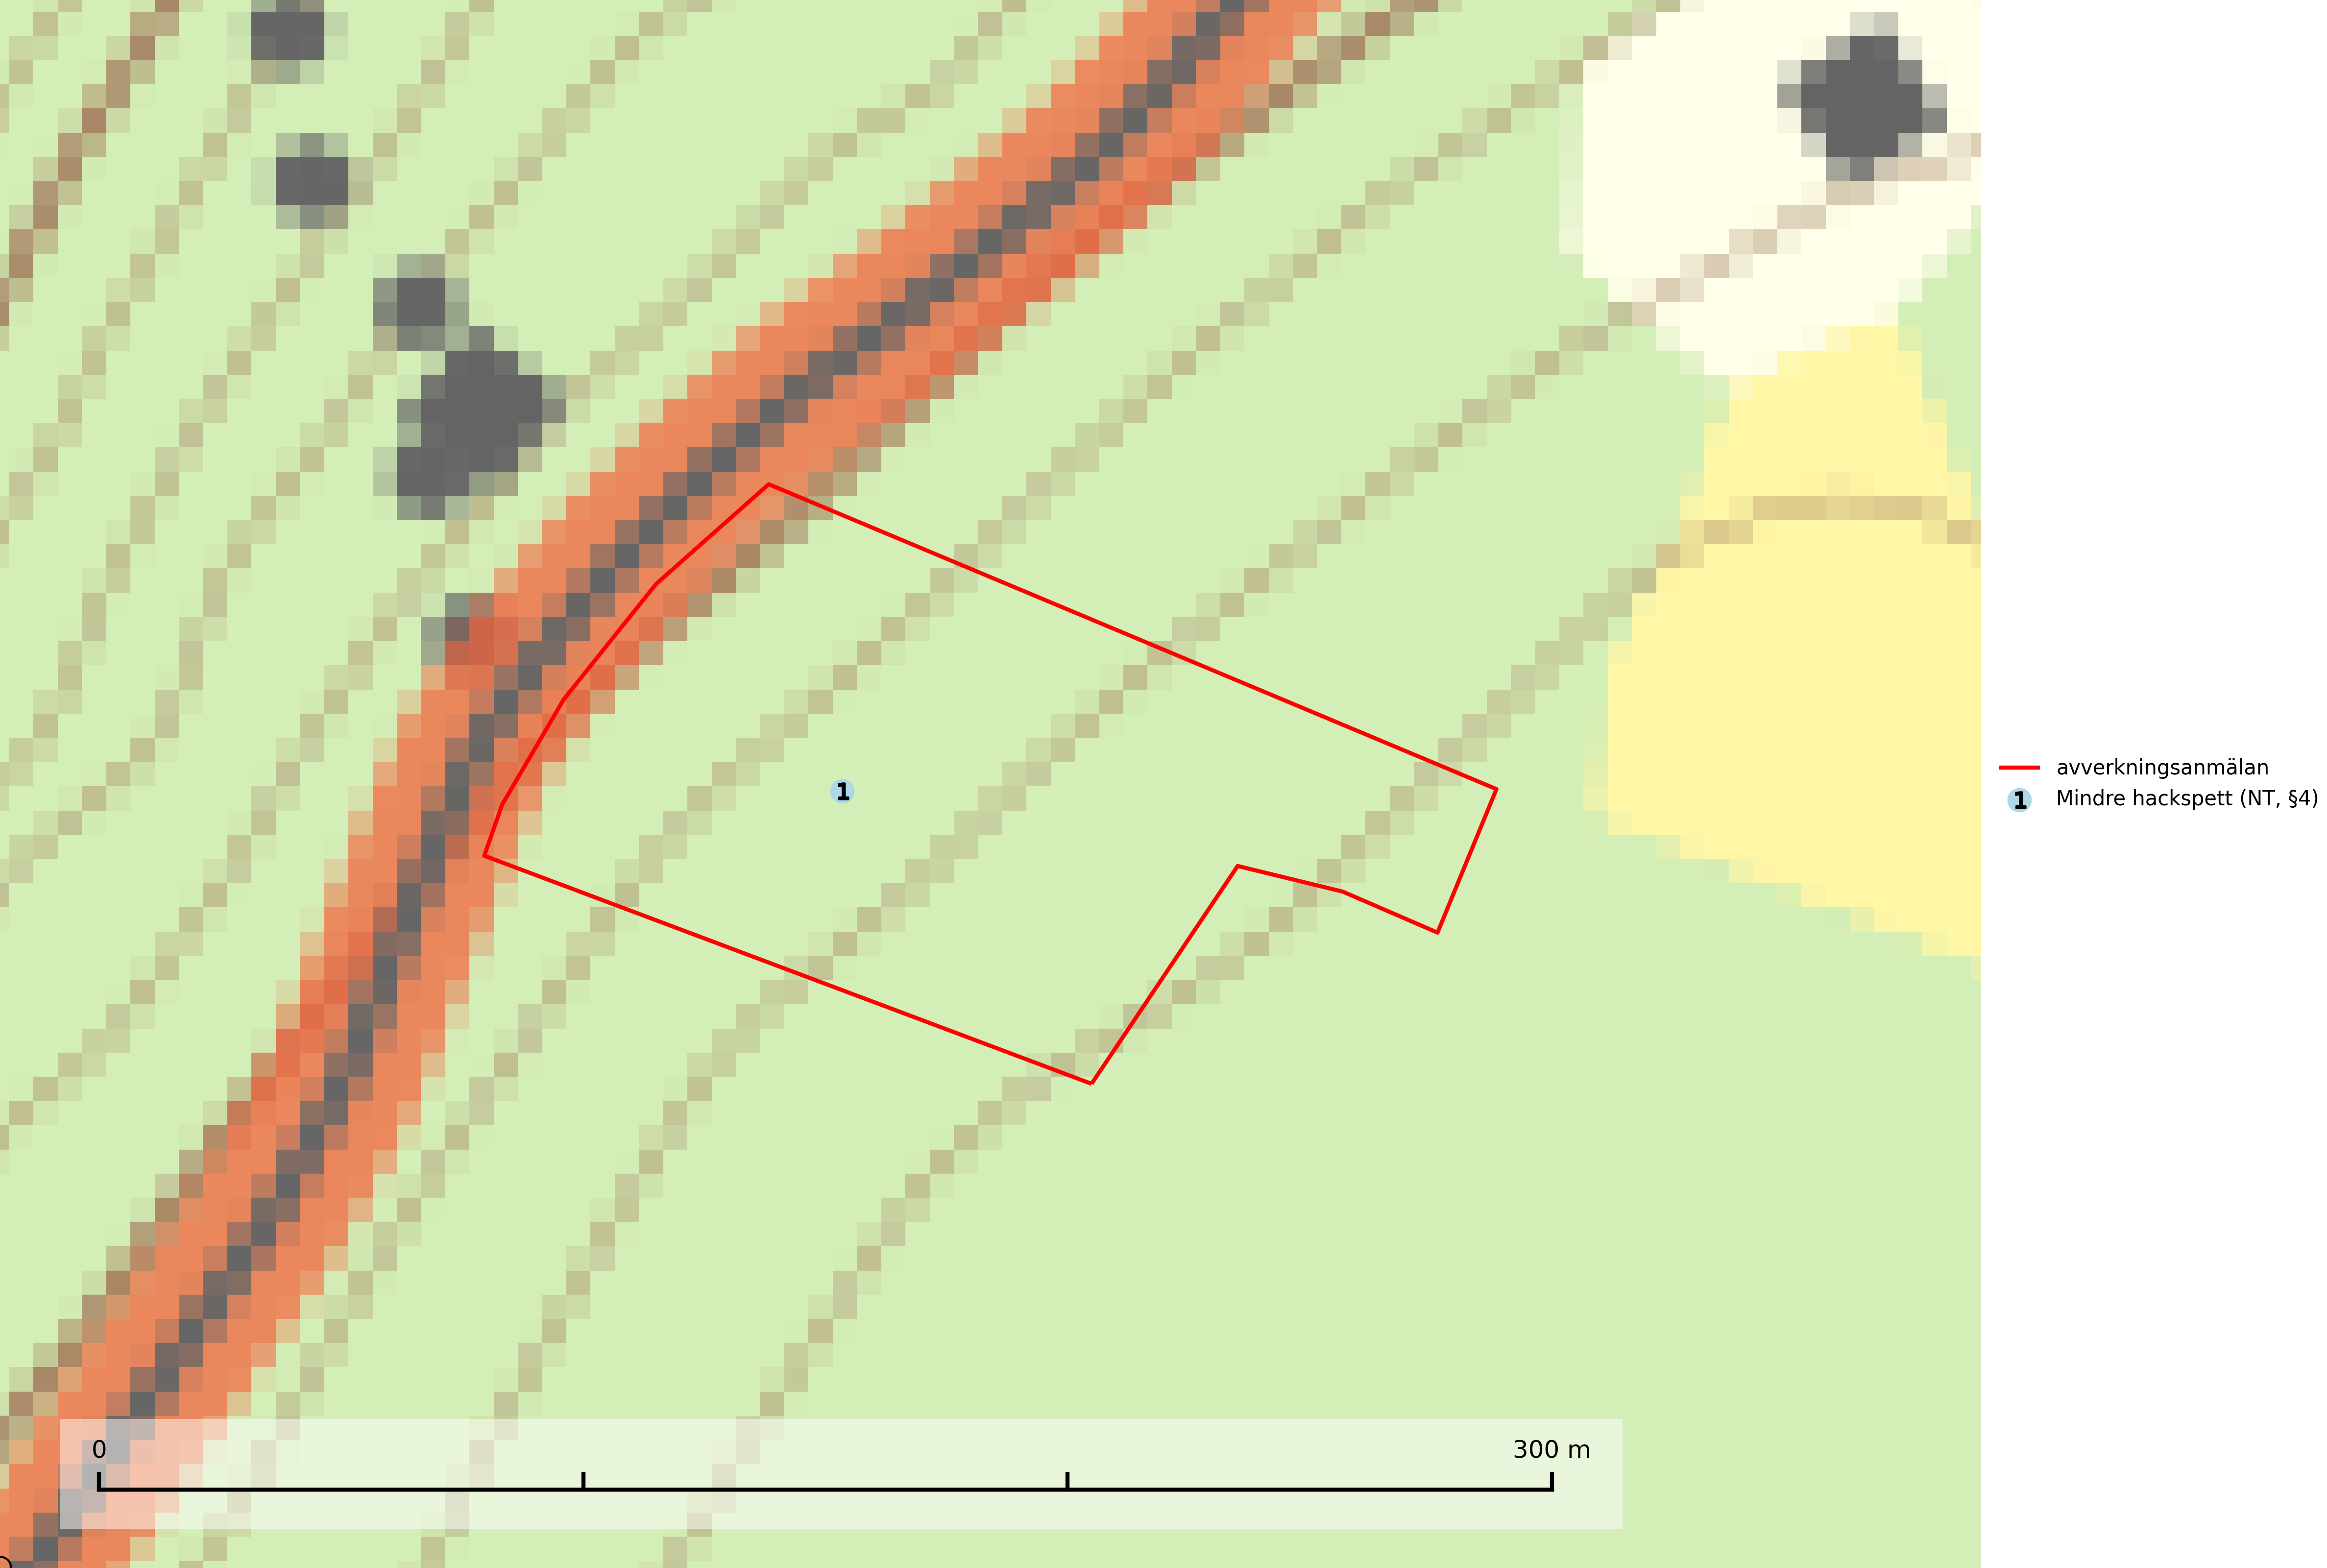 1
avverkningsanmälan
1 Mindre hackspett (NT, §4)
0 300 m